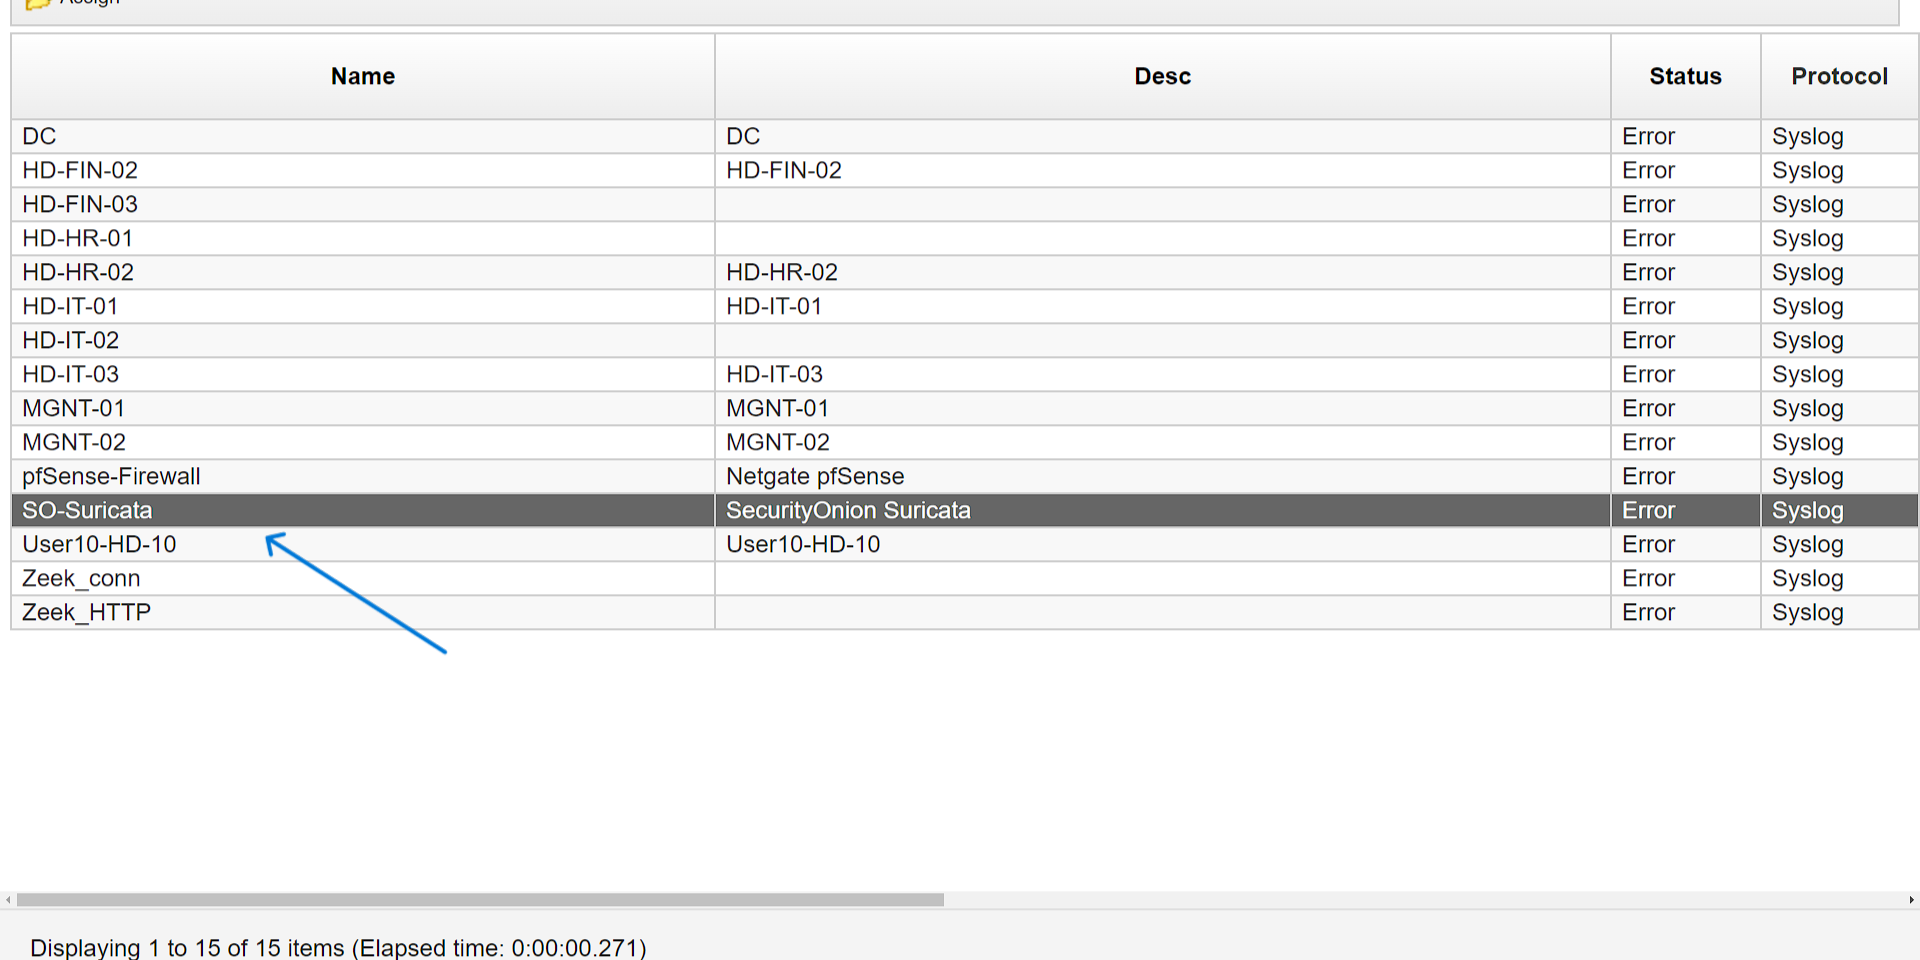 Assign
Name Desc Status Protocol
DC DC Error Syslog
HD-FIN-02 HD-FIN-02 Error Syslog
HD-FIN-03 Error Syslog
HD-HR-01 Error Syslog
HD-HR-02 HD-HR-02 Error Syslog
HD-IT-01 HD-IT-01 Error Syslog
HD-IT-02 Error Syslog
HD-IT-03 HD-IT-03 Error Syslog
MGNT-01 MGNT-01 Error Syslog
MGNT-02 MGNT-02 Error Syslog
pfSense-Firewall Netgate pfSense Error Syslog
SO-Suricata SecurityOnion Suricata Error Syslog
User10-HD-10 User10-HD-10 Error Syslog
Zeek_conn Error Syslog
Zeek_HTTP Error Syslog
Displaying 1 to 15 of 15 items (Elapsed time: 0:00:00.271)